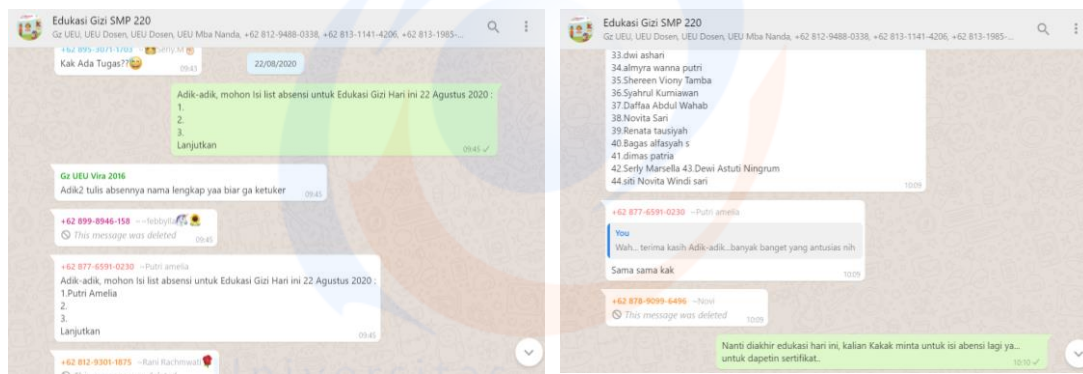 Edukasi Gizi SMP 220
Gz UEU, UEU Dosen, UEU Dosen, UEU Mba Nanda, +62 812-9488-0338, +62 813-1141-4206, +62 813-1985-...
+62 895-3071-1703
Kak Ada Tugas??
09:43
22/08/2020
Adik-adik, mohon Isi list absensi untuk Edukasi Gizi Hari ini 22 Agustus 2020 :
1.
2.
3.
Lanjutkan
09:45
Gz UEU Vira 2016
Adik2 tulis absennya nama lengkap yaa biar ga ketuker
09:45
+62 899-8946-158 ~~febbylla
This message was deleted
09:45
+62 877-6591-0230 ~Putri amelia
Adik-adik, mohon Isi list absensi untuk Edukasi Gizi Hari ini 22 Agustus 2020 :
1.Putri Amelia
2.
3.
Lanjutkan
09:45
+62 812-9301-1875 ~Rani Rachmwati
Edukasi Gizi SMP 220
Gz UEU, UEU Dosen, UEU Dosen, UEU Mba Nanda, +62 812-9488-0338, +62 813-1141-4206, +62 813-1985-...
33.dwi ashari
34.almyra wanna putri
35.Shereen Viony Tamba
36.Syahrul Kurniawan
37.Daffaa Abdul Wahab
38.Novita Sari
39.Renata tausiyah
40.Bagas alfasyah s
41.dimas patria
42.Serly Marsella 43.Dewi Astuti Ningrum
44.siti Novita Windi sari
10:09
+62 877-6591-0230 ~Putri amelia
You
Wah... terima kasih Adik-adik...banyak banget yang antusias nih
Sama sama kak
10:09
+62 878-9099-6496 ~Novi
This message was deleted
10:09
Nanti diakhir edukasi hari ini, kalian Kakak minta untuk isi abensi lagi ya...
untuk dapetin sertifikat..
10:10